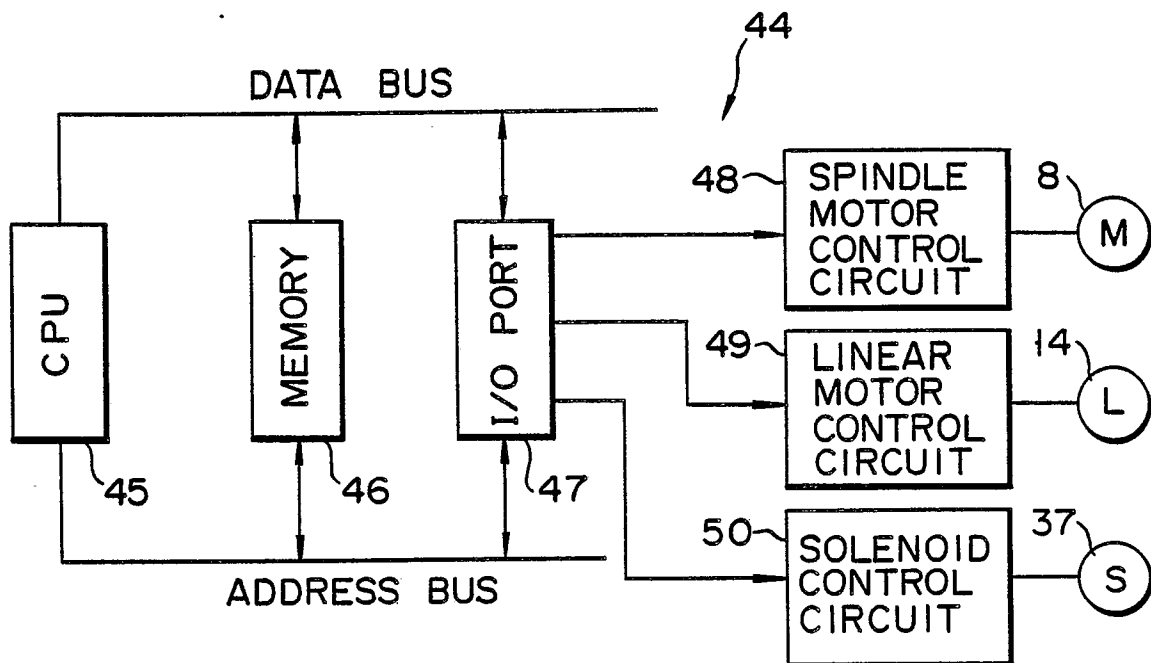 44
DATA BUS
48
SPINDLE
MOTOR
CONTROL
CIRCUIT
8
M
CPU
45
MEMORY
46
I/O PORT
47
49
LINEAR
MOTOR
CONTROL
CIRCUIT
14
L
50
SOLENOID
CONTROL
CIRCUIT
37
S
ADDRESS BUS